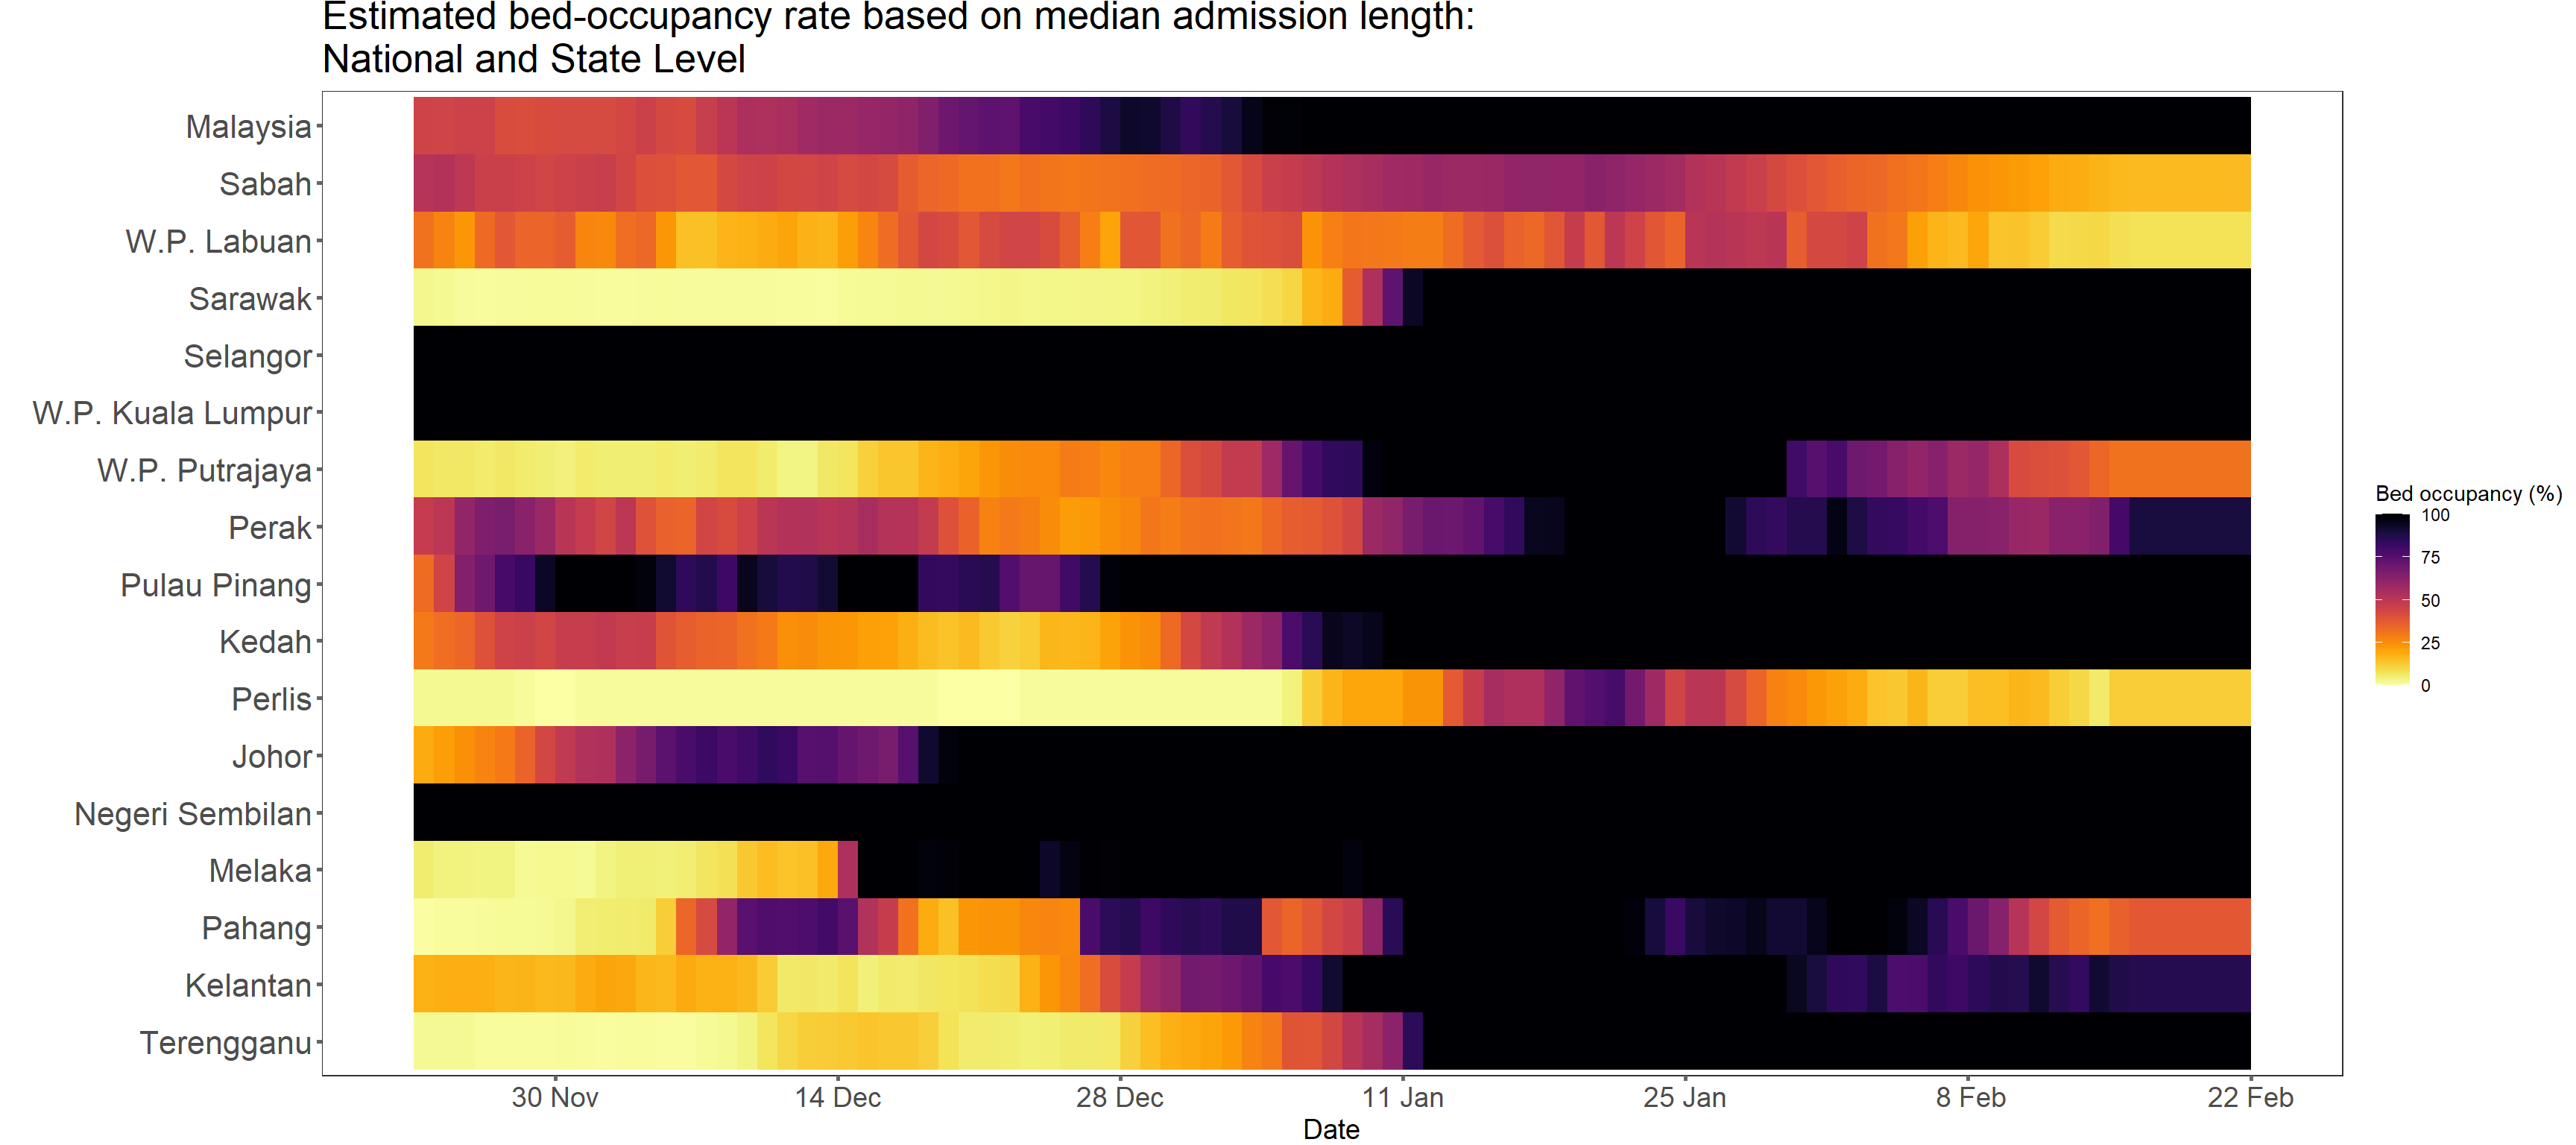 Estimated bed-occupancy rate based on median admission length:
National and State Level
Malaysia
Sabah
W.P. Labuan
Sarawak
Selangor
W.P. Kuala Lumpur
W.P. Putrajaya
Perak
Pulau Pinang
Kedah
Perlis
Johor
Negeri Sembilan
Melaka
Pahang
Kelantan
Terengganu
30 Nov
14 Dec
28 Dec
11 Jan
25 Jan
8 Feb
22 Feb
Date
Bed occupancy (%)
100
75
50
25
0